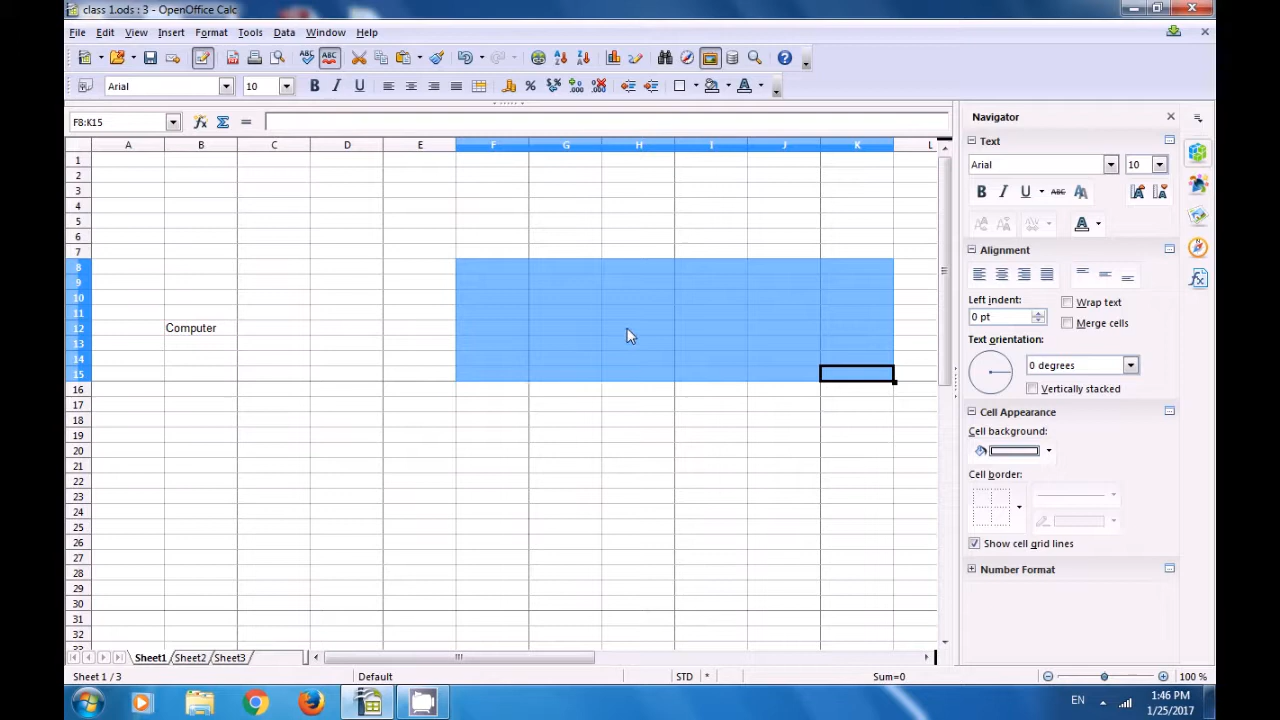 class 1.ods : 3 - OpenOffice Calc
File Edit View Insert Format Tools Data Window Help
Arial 10
F8:K15
Navigator
A B C D E F G H I J K L
Text
Arial 10
Alignment
Left indent: Wrap text
0 pt Merge cells
Text orientation:
0 degrees
Vertically stacked
Cell Appearance
Cell background:
Cell border:
Show cell grid lines
Number Format
1
2
3
4
5
6
7
8
9
10
11
12 Computer
13
14
15
16
17
18
19
20
21
22
23
24
25
26
27
28
29
30
31
32
33
Sheet1 Sheet2 Sheet3
Sheet 1 / 3 Default STD * Sum=0 100 %
EN 1:46 PM
1/25/2017